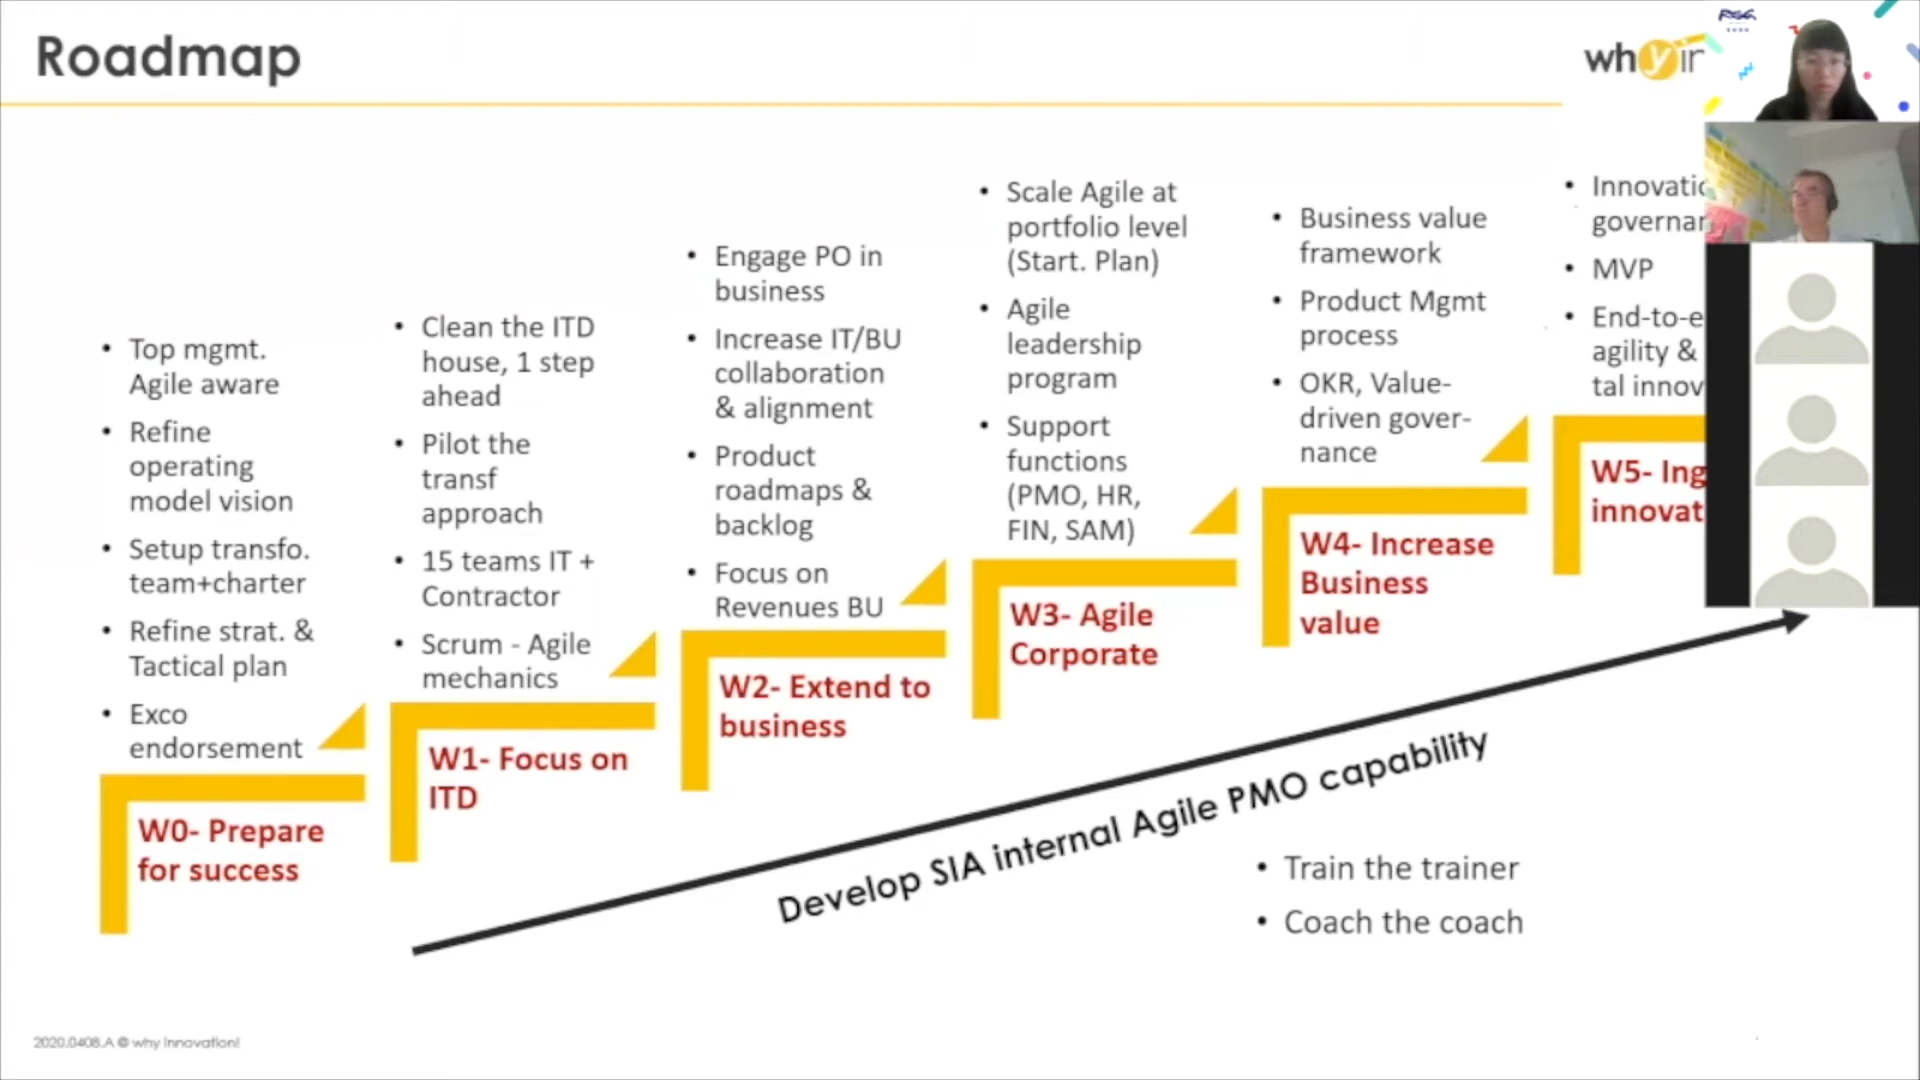 Roadmap
why
• Top mgmt.
Agile aware
• Refine
operating
model vision
• Setup transfo.
team+charter
• Refine strat. &
Tactical plan
• Exco
endorsement
W0- Prepare
for success
• Clean the ITD
house, 1 step
ahead
• Pilot the
transf
approach
• 15 teams IT +
Contractor
• Scrum - Agile
mechanics
W1- Focus on
ITD
• Engage PO in
business
• Increase IT/BU
collaboration
& alignment
• Product
roadmaps &
backlog
• Focus on
Revenues BU
W2- Extend to
business
• Scale Agile at
portfolio level
(Start. Plan)
• Agile
leadership
program
• Support
functions
(PMO, HR,
FIN, SAM)
W3- Agile
Corporate
• Business value
framework
• Product Mgmt
process
• OKR, Value-
driven gover-
nance
W4- Increase
Business
value
• Innovatio
governan
• MVP
• End-to-e
agility &
tal innov
W5- Ing
innovat
Develop SIA internal Agile PMO capability
• Train the trainer
• Coach the coach
2020.0408.A © why innovation!